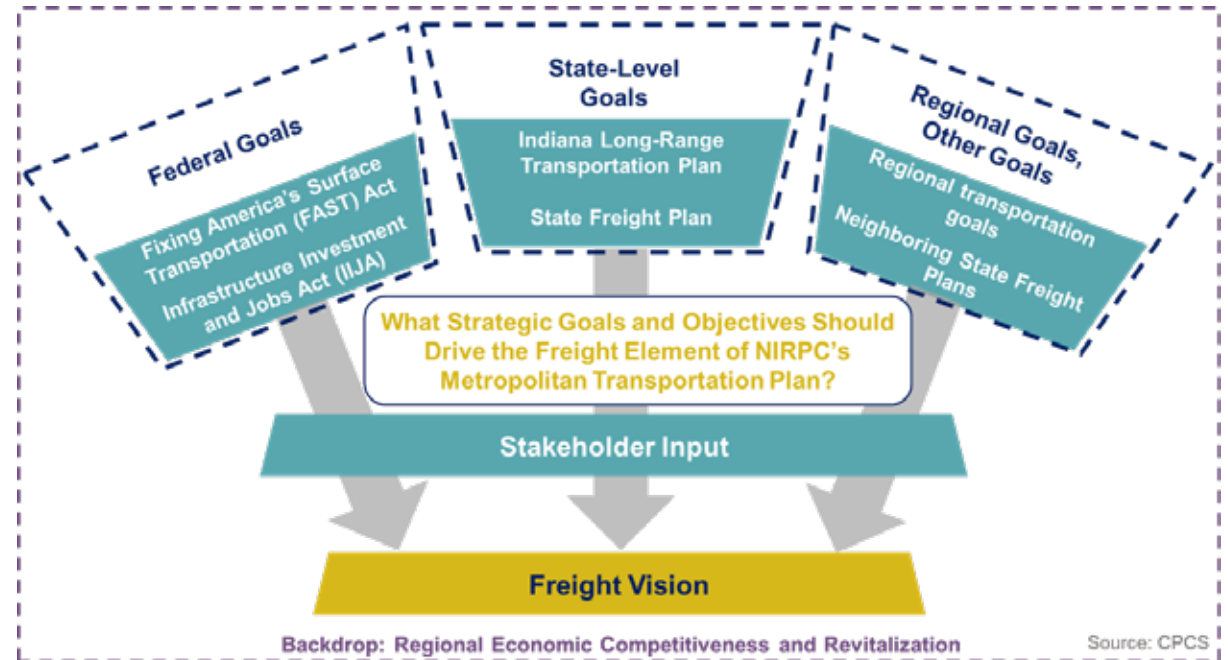 Federal Goals
Fixing America's Surface
Transportation (FAST) Act
Infrastructure Investment
and Jobs Act (IIJA)
State-Level
Goals
Indiana Long-Range
Transportation Plan
State Freight Plan
Regional Goals,
Other Goals
Regional transportation
goals
Neighboring State Freight
Plans
What Strategic Goals and Objectives Should
Drive the Freight Element of NIRPC's
Metropolitan Transportation Plan?
Stakeholder Input
Freight Vision
Backdrop: Regional Economic Competitiveness and Revitalization
Source: CPCS